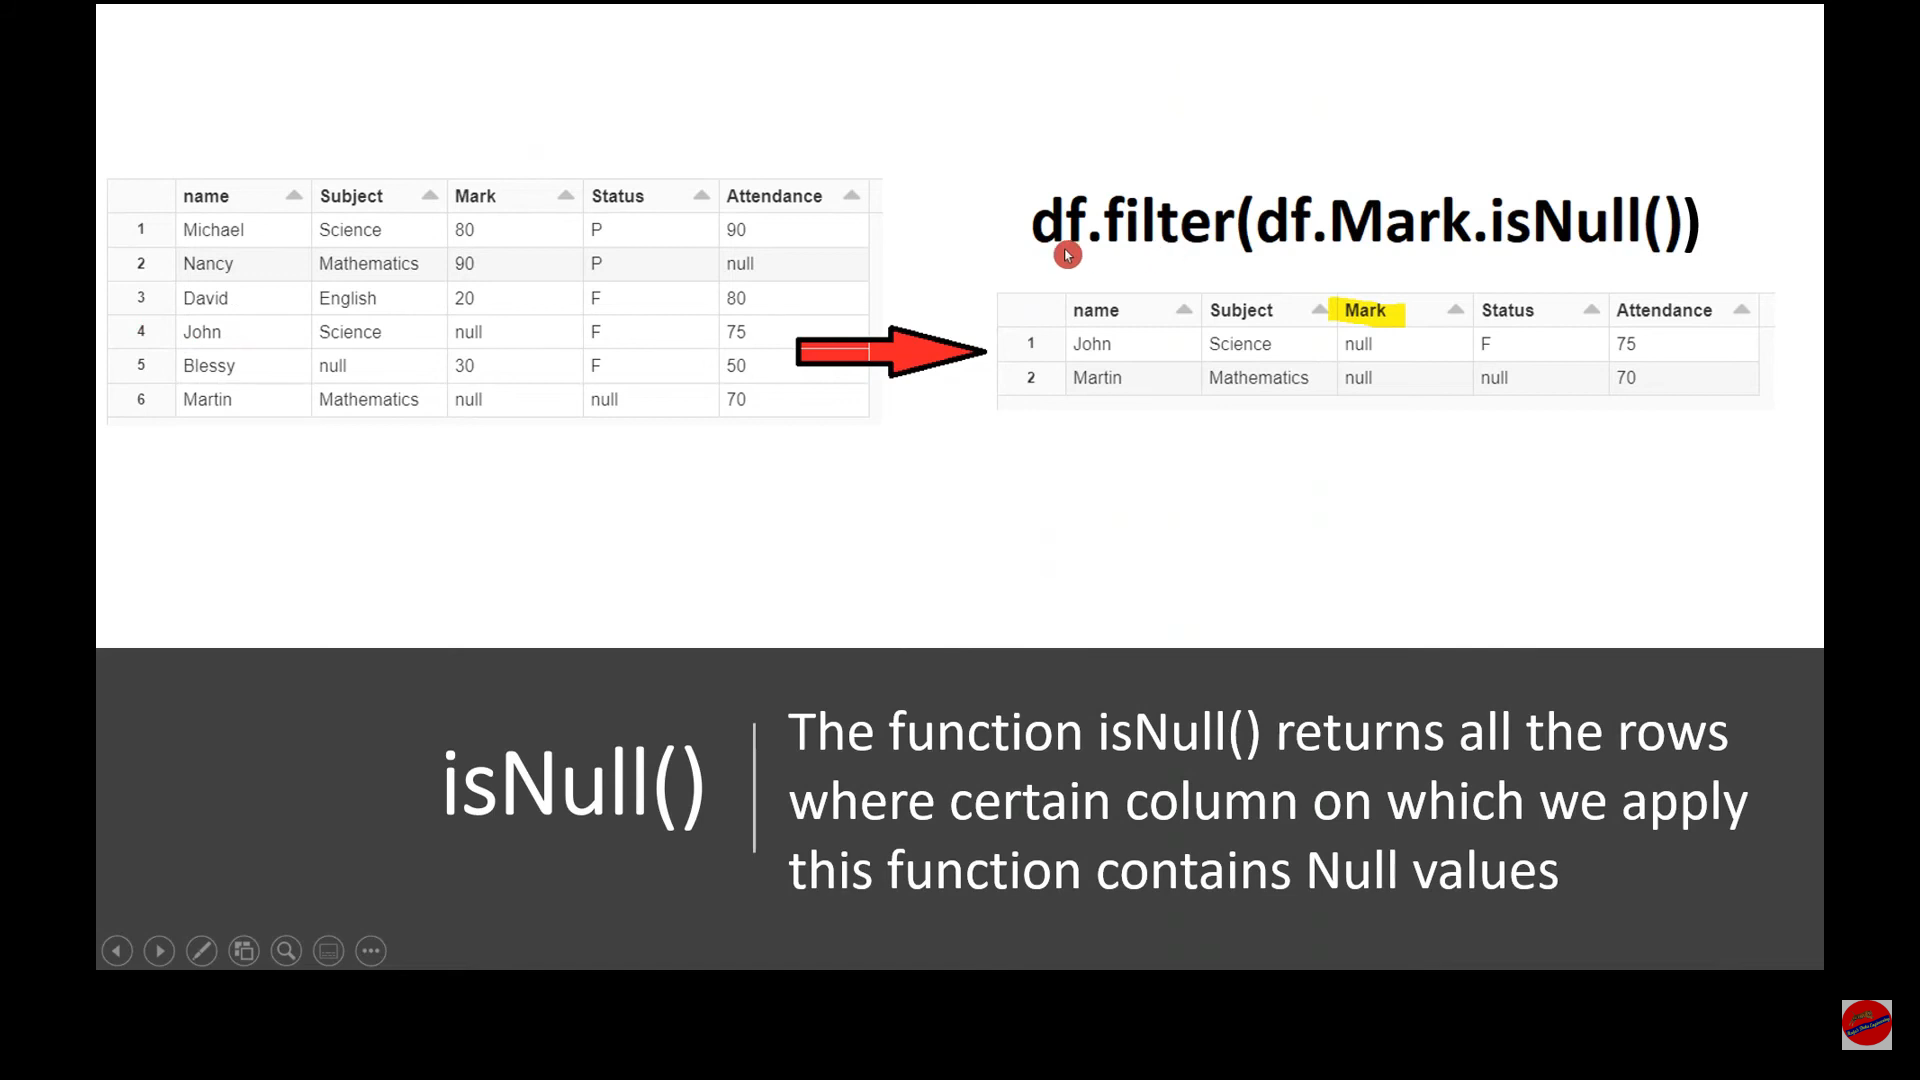 name Subject Mark Status Attendance
1 Michael Science 80 P 90
2 Nancy Mathematics 90 P null
3 David English 20 F 80
4 John Science null F 75
5 Blessy null 30 F 50
6 Martin Mathematics null null 70
df.filter(df.Mark.isNull())
name Subject Mark Status Attendance
1 John Science null F 75
2 Martin Mathematics null null 70
isNull()
The function isNull() returns all the rows
where certain column on which we apply
this function contains Null values